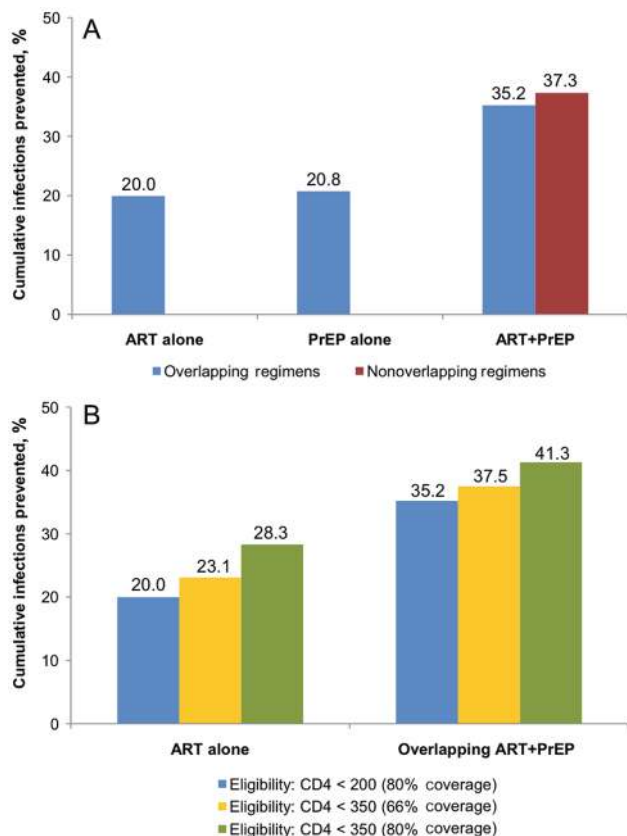 A
Cumulative infections prevented, %
50
40
30
20
10
0
20.0
20.8
35.2
37.3
ART alone
PrEP alone
ART+PrEP
Overlapping regimens
Nonoverlapping regimens
B
Cumulative infections prevented, %
50
40
30
20
10
0
20.0
23.1
28.3
35.2
37.5
41.3
ART alone
Overlapping ART+PrEP
Eligibility: CD4 < 200 (80% coverage)
Eligibility: CD4 < 350 (66% coverage)
Eligibility: CD4 < 350 (80% coverage)